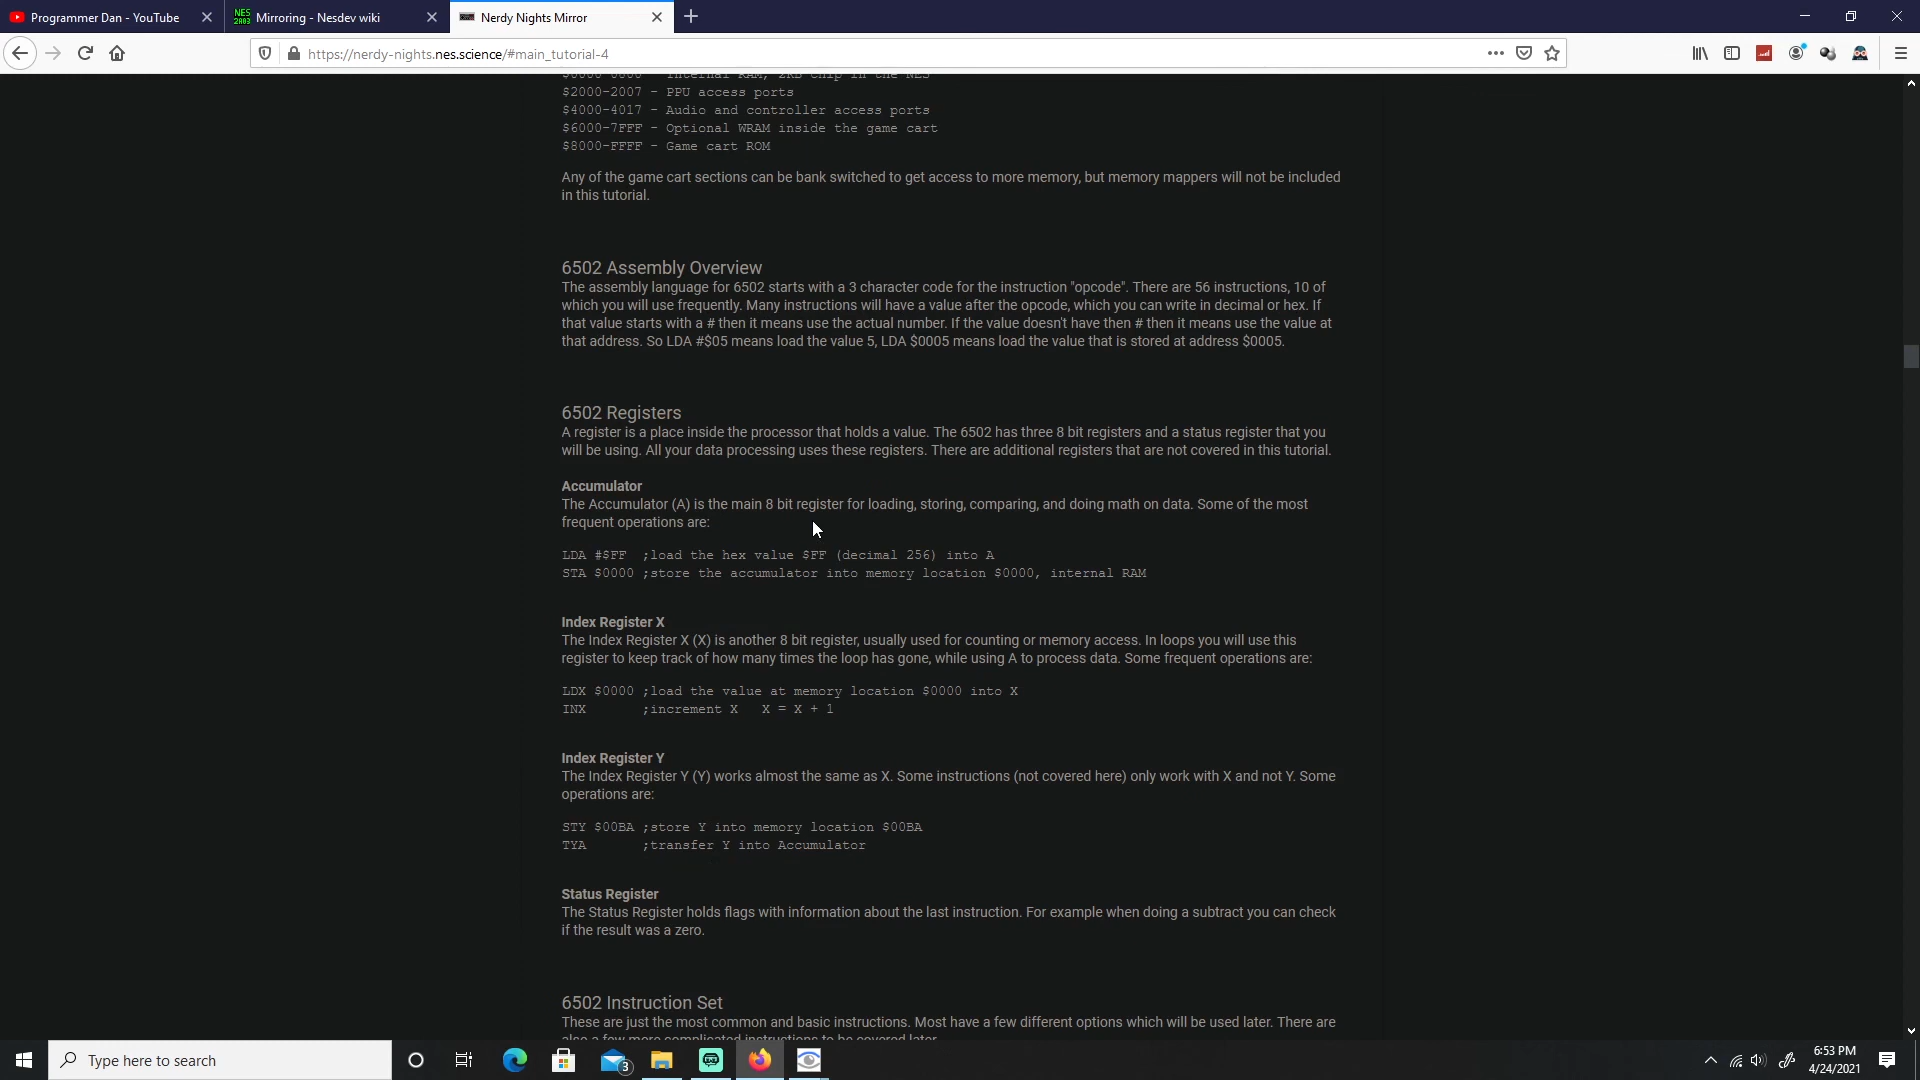 Programmer Dan - YouTube
NES 2A03
Mirroring - Nesdev wiki
Nerdy Nights Mirror
https://nerdy-nights.nes.science/#main_tutorial-4
$2000-2007 - PPU access ports
$4000-4017 - Audio and controller access ports
$6000-7FFF - Optional WRAM inside the game cart
$8000-FFFF - Game cart ROM
Any of the game cart sections can be bank switched to get access to more memory, but memory mappers will not be included
in this tutorial.
6502 Assembly Overview
The assembly language for 6502 starts with a 3 character code for the instruction "opcode". There are 56 instructions, 10 of
which you will use frequently. Many instructions will have a value after the opcode, which you can write in decimal or hex. If
that value starts with a # then it means use the actual number. If the value doesn't have then # then it means use the value at
that address. So LDA #$05 means load the value 5, LDA $0005 means load the value that is stored at address $0005.
6502 Registers
A register is a place inside the processor that holds a value. The 6502 has three 8 bit registers and a status register that you
will be using. All your data processing uses these registers. There are additional registers that are not covered in this tutorial.
Accumulator
The Accumulator (A) is the main 8 bit register for loading, storing, comparing, and doing math on data. Some of the most
frequent operations are:
LDA #$FF ;load the hex value $FF (decimal 256) into A
STA $0000 ;store the accumulator into memory location $0000, internal RAM
Index Register X
The Index Register X (X) is another 8 bit register, usually used for counting or memory access. In loops you will use this
register to keep track of how many times the loop has gone, while using A to process data. Some frequent operations are:
LDX $0000 ;load the value at memory location $0000 into X
INX ;increment X X = X + 1
Index Register Y
The Index Register Y (Y) works almost the same as X. Some instructions (not covered here) only work with X and not Y. Some
operations are:
STY $00BA ;store Y into memory location $00BA
TYA ;transfer Y into Accumulator
Status Register
The Status Register holds flags with information about the last instruction. For example when doing a subtract you can check
if the result was a zero.
6502 Instruction Set
These are just the most common and basic instructions. Most have a few different options which will be used later. There are
also a few more complicated instructions to be covered later.
Type here to search
3
6:53 PM
4/24/2021